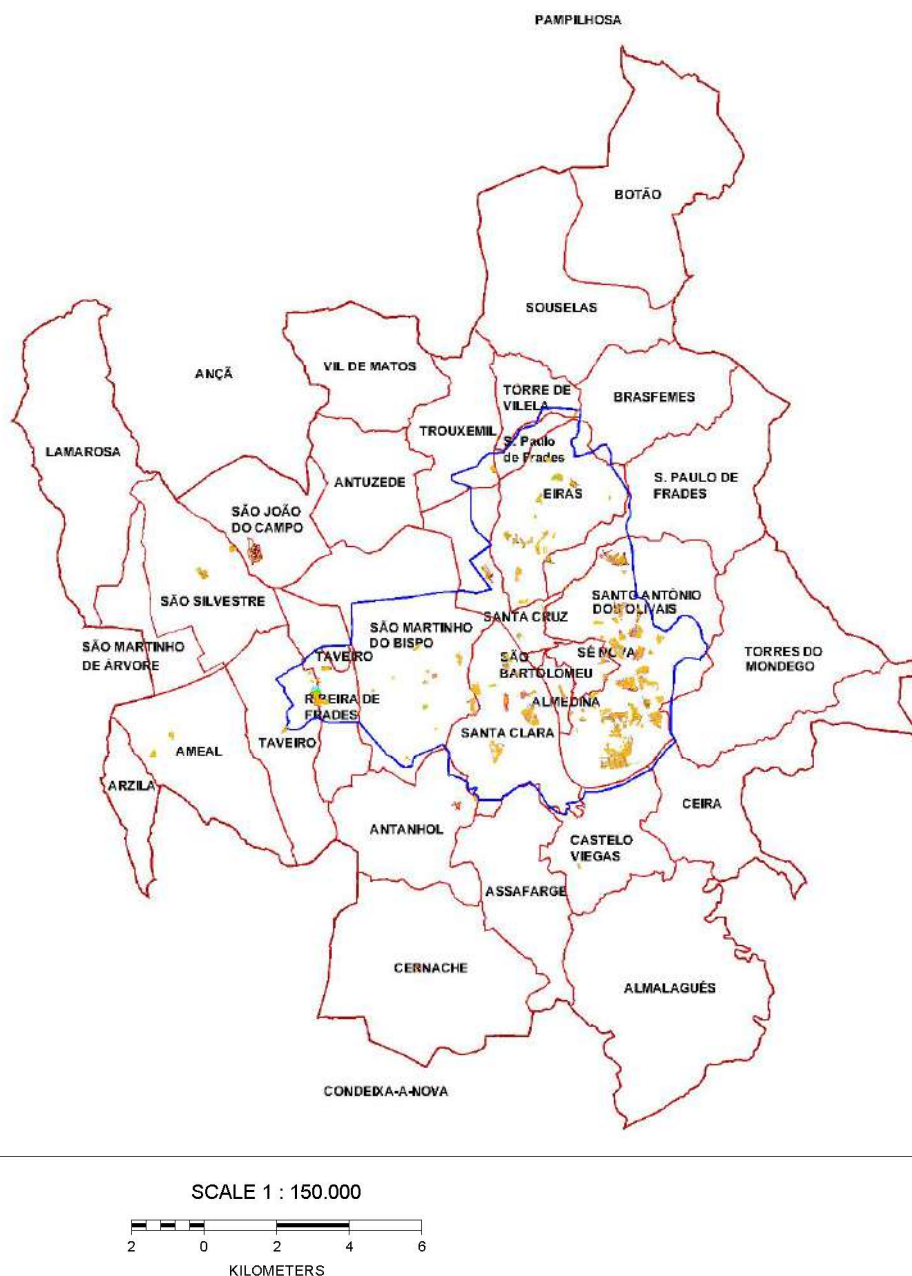 PAMPILHOSA
BOTÃO
SOUSELAS
VIL DE MATOS
ANÇÃ
TORRE DE
VILELA
BRASFEMES
TROUXEMIL
S. Paulo
de Frades
LAMAROSA
ANTUZEDE
EIRAS
S. PAULO DE
FRADES
SÃO JOÃO
DO CAMPO
SÃO SILVESTRE
SANTO ANTÔNIO
DOS OLIVAIS
SANTA CRUZ
SÃO MARTINHO
DO BISPO
SÃO MARTINHO
DE ÁRVORE
TAVEIRO
SÃO
BARTOLOMEU
SÉ NOVA
TORRES DO
MONDEGO
RIBEIRA DE
FRADES
ALMEDINA
SANTA CLARA
TAVEIRO
AMEAL
ARZILA
CEIRA
ANTANHOL
CASTELO
VIEGAS
ASSAFARGE
CERNACHE
ALMALAGUÊS
CONDEIXA-A-NOVA
SCALE 1 : 150.000
2 0 2 4 6
KILOMETERS